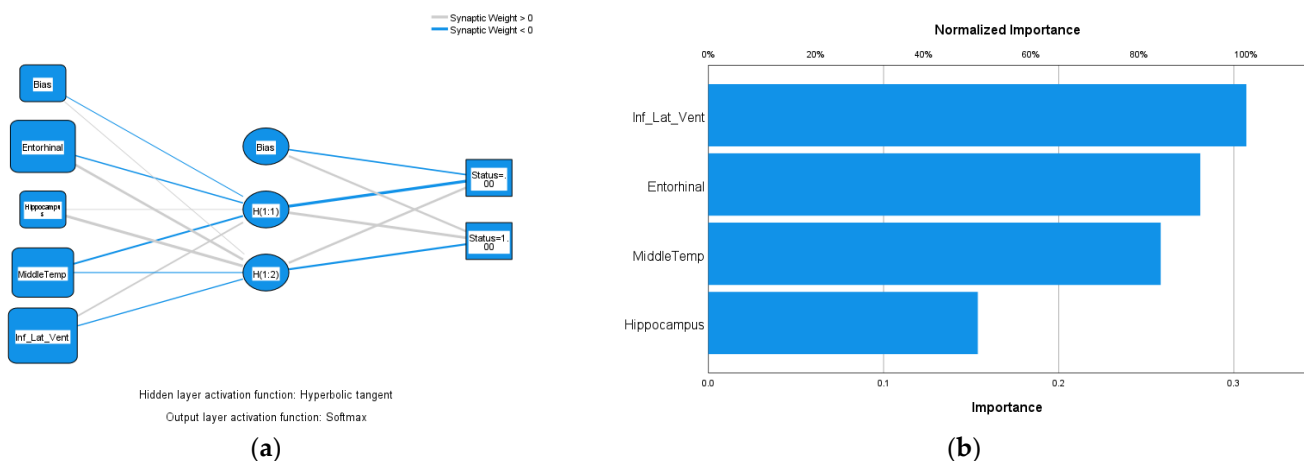 Synaptic Weight > 0
Synaptic Weight < 0
Bias
Entorhinal
Hippocampu
s
MiddleTemp
Inf_Lat_Vent
Bias
H(1:1)
H(1:2)
Status=.
00
Status=1.
00
Hidden layer activation function: Hyperbolic tangent
Output layer activation function: Softmax
(a)
Normalized Importance
0% 20% 40% 60% 80% 100%
Inf_Lat_Vent
Entorhinal
MiddleTemp
Hippocampus
0.0 0.1 0.2 0.3
Importance
(b)